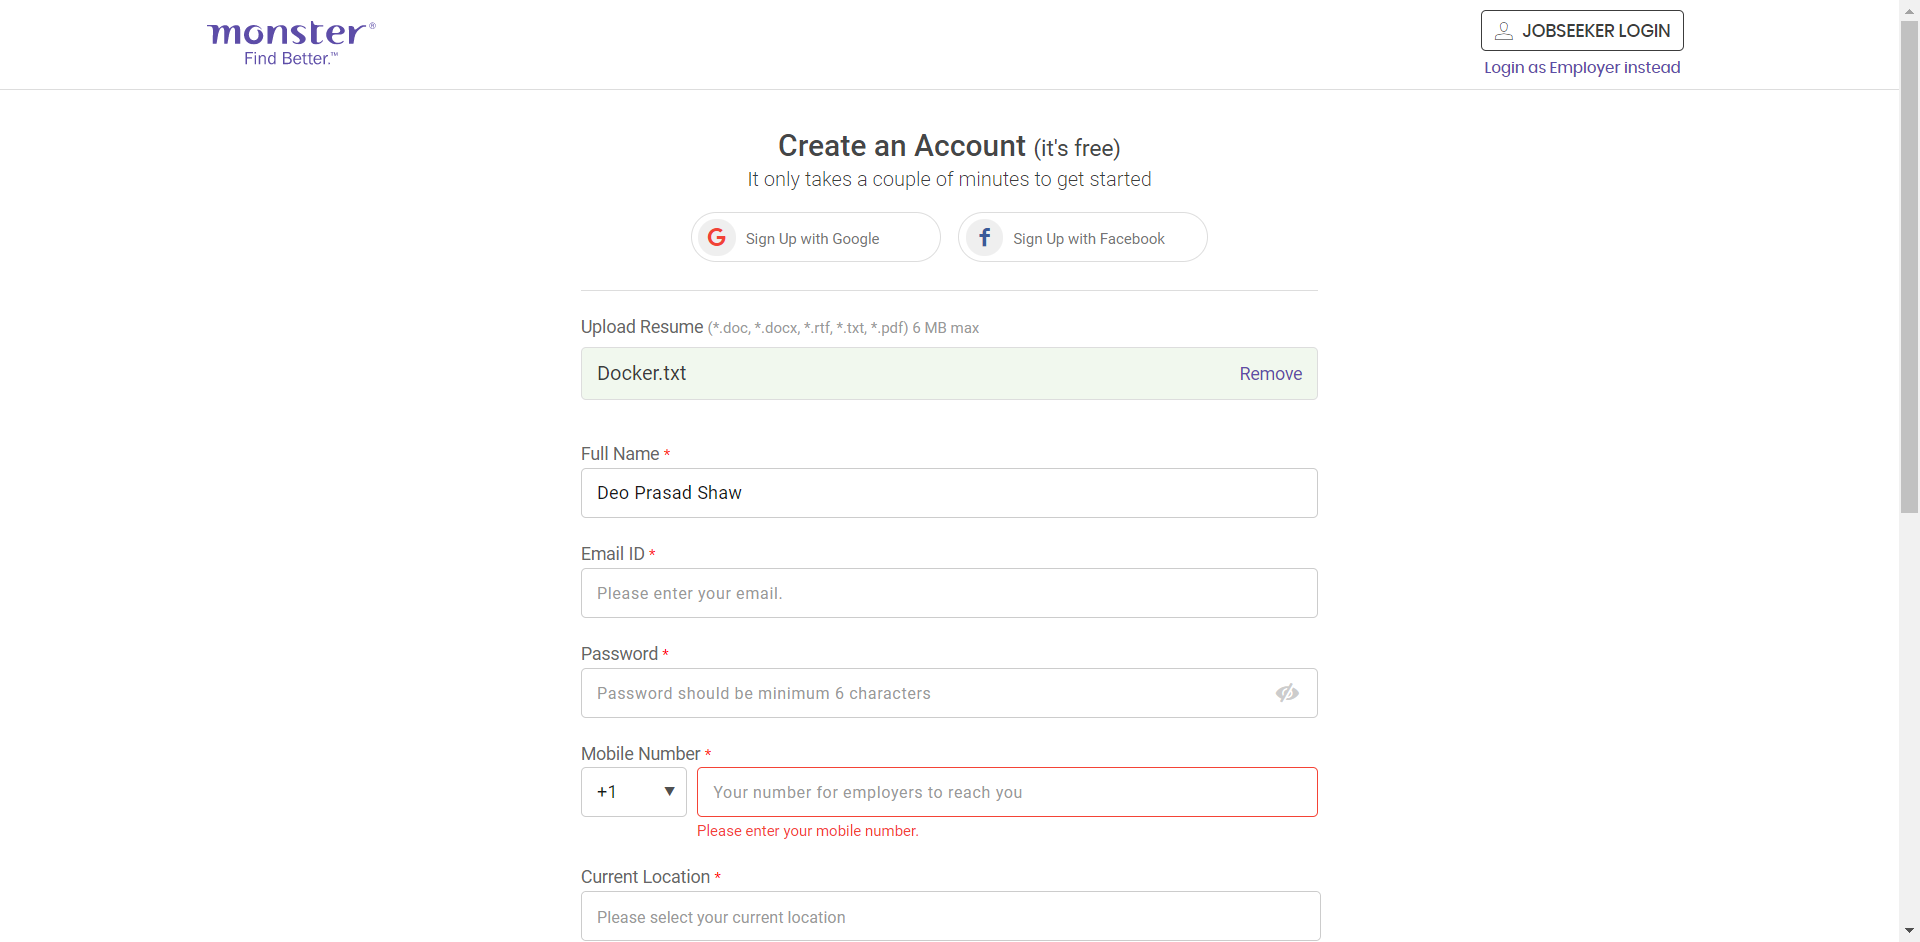 monster®
Find Better.™
JOBSEEKER LOGIN
Login as Employer instead
Create an Account (it's free)
It only takes a couple of minutes to get started
Sign Up with Google
Sign Up with Facebook
Upload Resume (*.doc, *.docx, *.rtf, *.txt, *.pdf) 6 MB max
Docker.txt Remove
Full Name *
Deo Prasad Shaw
Email ID *
Please enter your email.
Password *
Password should be minimum 6 characters
Mobile Number *
+1 Your number for employers to reach you
Please enter your mobile number.
Current Location *
Please select your current location